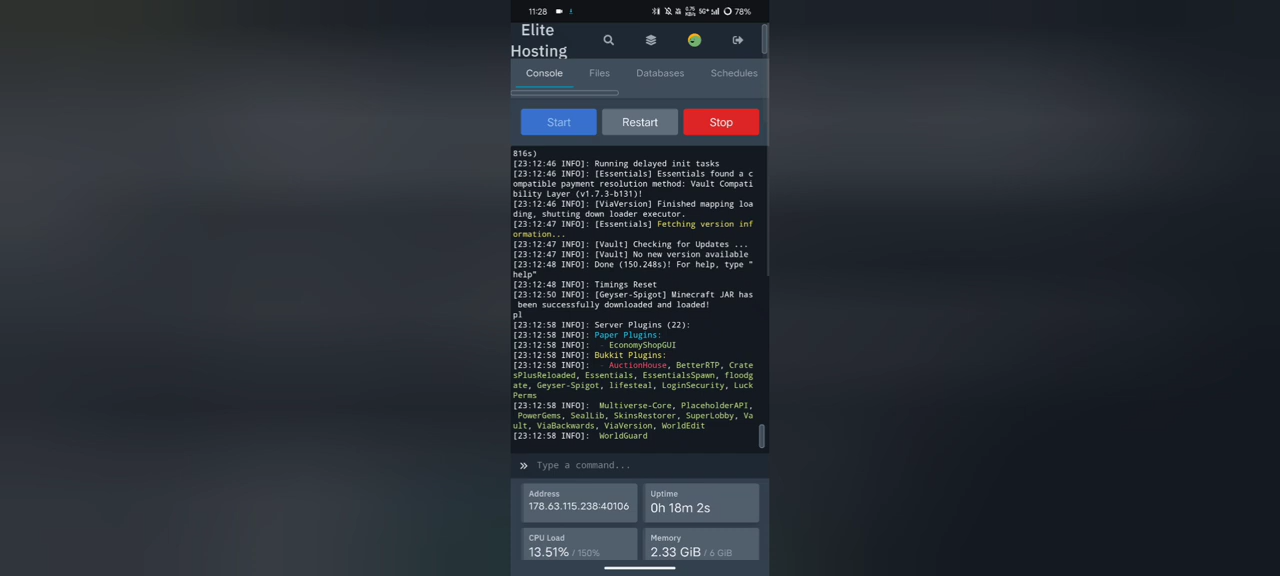 11:28
0.75 KB/s 5G+ 78%
Elite
Hosting
Console Files Databases Schedules
Start Restart Stop
816s)
[23:12:46 INFO]: Running delayed init tasks
[23:12:46 INFO]: [Essentials] Essentials found a c
ompatible payment resolution method: Vault Compati
bility Layer (v1.7.3-b131)!
[23:12:46 INFO]: [ViaVersion] Finished mapping loa
ding, shutting down loader executor.
[23:12:47 INFO]: [Essentials] Fetching version inf
ormation...
[23:12:47 INFO]: [Vault] Checking for Updates ...
[23:12:47 INFO]: [Vault] No new version available
[23:12:48 INFO]: Done (150.248s)! For help, type "
help"
[23:12:48 INFO]: Timings Reset
[23:12:50 INFO]: [Geyser-Spigot] Minecraft JAR has
been successfully downloaded and loaded!
pl
[23:12:58 INFO]: Server Plugins (22):
[23:12:58 INFO]: Paper Plugins:
[23:12:58 INFO]: - EconomyShopGUI
[23:12:58 INFO]: Bukkit Plugins:
[23:12:58 INFO]: - AuctionHouse, BetterRTP, Crate
sPlusReloaded, Essentials, EssentialsSpawn, floodg
ate, Geyser-Spigot, lifesteal, LoginSecurity, Luck
Perms
[23:12:58 INFO]: Multiverse-Core, PlaceholderAPI,
PowerGems, SealLib, SkinsRestorer, SuperLobby, Va
ult, ViaBackwards, ViaVersion, WorldEdit
[23:12:58 INFO]: WorldGuard
» Type a command...
Address Uptime
178.63.115.238:40106 0h 18m 2s
CPU Load Memory
13.51% / 150% 2.33 GiB / 6 GiB